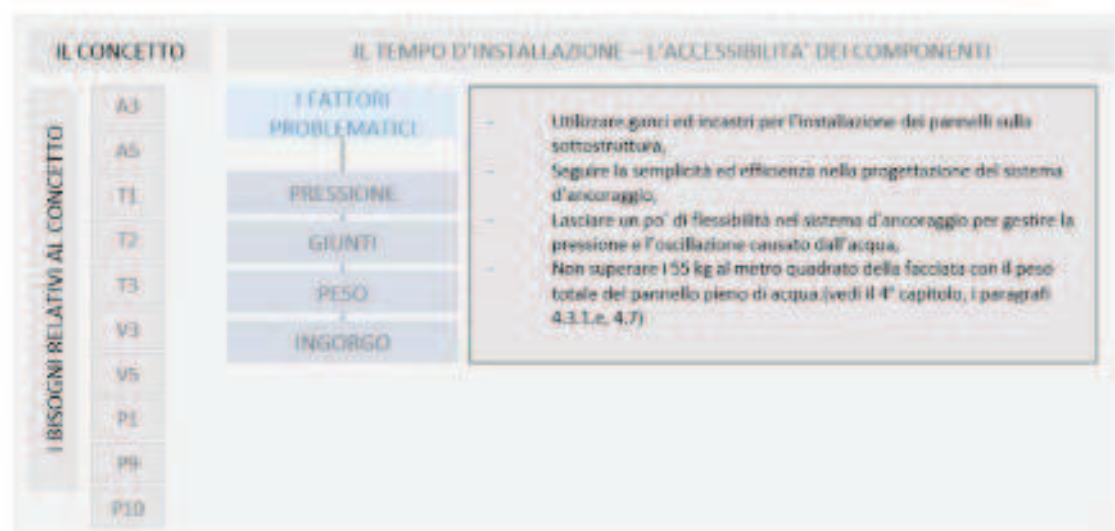 IL CONCETTO
IL TEMPO D'INSTALLAZIONE – L'ACCESSIBILITA' DEI COMPONENTI
I BISOGNI RELATIVI AL CONCETTO
A3
A5
T1
T2
T3
V3
V5
P1
P9
P10
I FATTORI
PROBLEMATICI
PRESSIONE
GIUNTI
PESO
INGORGO
- Utilizzare ganci ed incastri per l'installazione dei pannelli sulla
sottostruttura,
- Seguire la semplicità ed efficienza nella progettazione del sistema
d'ancoraggio,
- Lasciare un po' di flessibilità nel sistema d'ancoraggio per gestire la
pressione e l'oscillazione causato dall'acqua,
- Non superare i 55 kg al metro quadrato della facciata con il peso
totale del pannello pieno di acqua.(vedi il 4° capitolo, i paragrafi
4.3.1.e, 4.7)